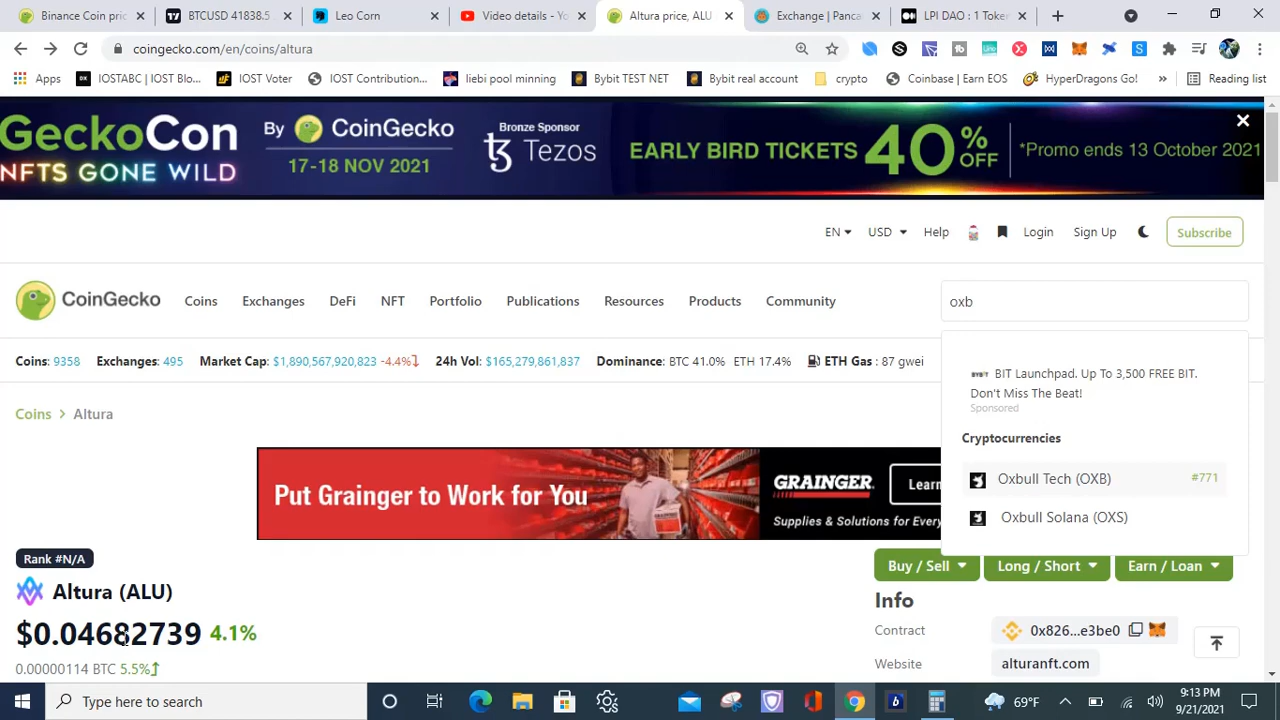 Binance Coin pric
BTCUSD 41838.5
Leo Corn
Video details - Yo
Altura price, ALU
Exchange | Panca
LPI DAO : 1 Token
coingecko.com/en/coins/altura
Apps
IOSTABC | IOST Blo...
IOST Voter
IOST Contribution...
liebi pool minning
Bybit TEST NET
Bybit real account
crypto
Coinbase | Earn EOS
HyperDragons Go!
»
Reading list
GeckoCon
NFTS GONE WILD
By CoinGecko
17-18 NOV 2021
Bronze Sponsor
Tezos
EARLY BIRD TICKETS 40% OFF
*Promo ends 13 October 2021
EN
USD
Help
Login
Sign Up
Subscribe
CoinGecko
Coins
Exchanges
DeFi
NFT
Portfolio
Publications
Resources
Products
Community
oxb
Coins: 9358
Exchanges: 495
Market Cap: $1,890,567,920,823 -4.4%
24h Vol: $165,279,861,837
Dominance: BTC 41.0% ETH 17.4%
ETH Gas : 87 gwei
BYBIT BIT Launchpad. Up To 3,500 FREE BIT.
Don't Miss The Beat!
Sponsored
Cryptocurrencies
Oxbull Tech (OXB) #771
Oxbull Solana (OXS)
Coins > Altura
Put Grainger to Work for You
GRAINGER
Supplies & Solutions for Every
Learn
Rank #N/A
Altura (ALU)
$0.04682739 4.1%
0.00000114 BTC 5.5%
Buy / Sell
Long / Short
Earn / Loan
Info
Contract
0x826...e3be0
Website
alturanft.com
Type here to search
69°F
9:13 PM
9/21/2021